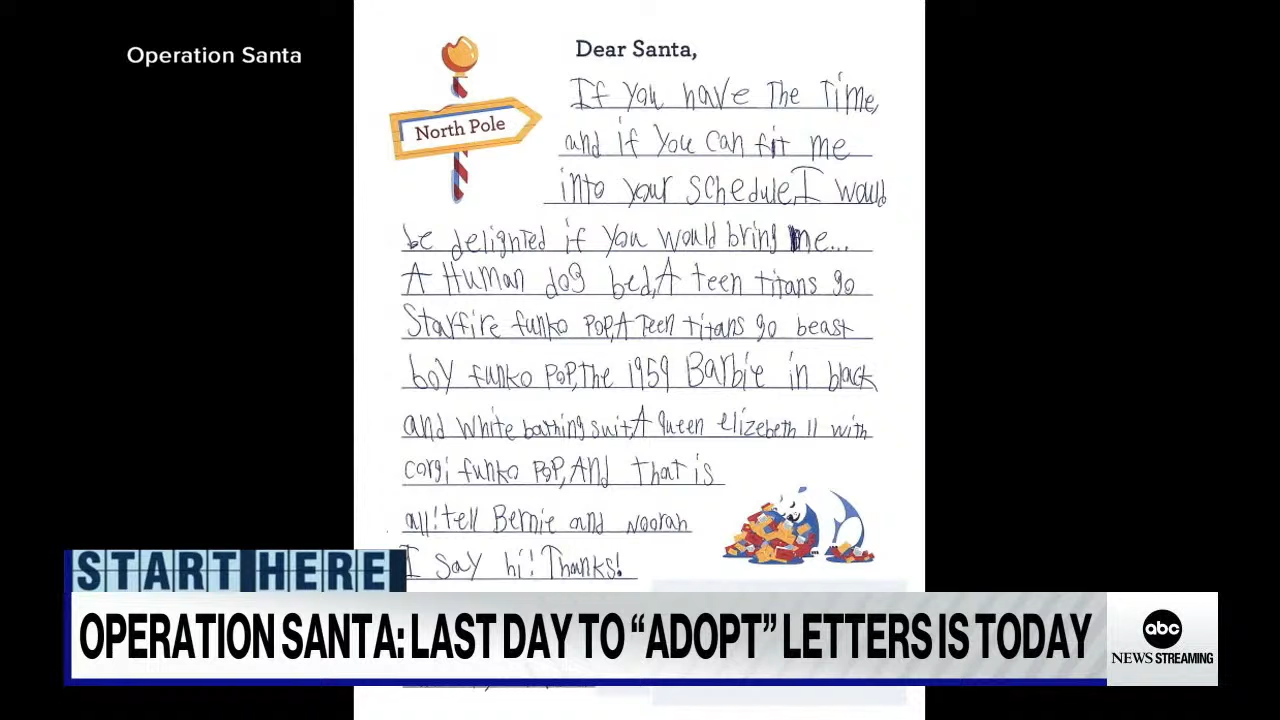 Operation Santa
Dear Santa,
North Pole
If you have The Time,
and if you can fit me
into your schedule, I would
be delighted if you would bring me...
A Human dog bed, A teen titans go
Starfire funko POP, A Teen titans go beast
boy funko POP, The 1959 Barbie in black
and white bathing suit, A queen elizebeth II with
corgi funko POP, And that is
all! tell Bernie and Noorah
I say hi! Thanks!
START HERE
OPERATION SANTA: LAST DAY TO “ADOPT” LETTERS IS TODAY
abc
NEWS STREAMING